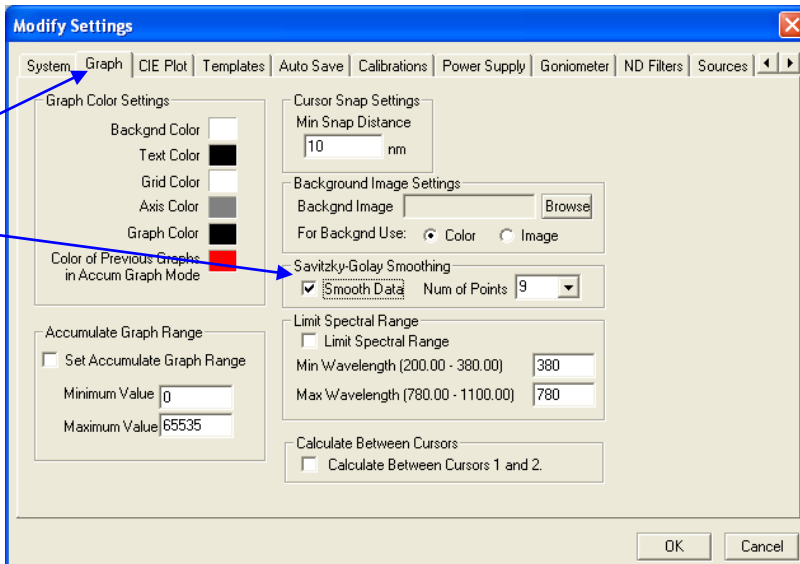 Modify Settings
System Graph CIE Plot Templates Auto Save Calibrations Power Supply Goniometer ND Filters Sources
Graph Color Settings
Backgnd Color
Text Color
Grid Color
Axis Color
Graph Color
Color of Previous Graphs
in Accum Graph Mode
Accumulate Graph Range
Set Accumulate Graph Range
Minimum Value 0
Maximum Value 65535
Cursor Snap Settings
Min Snap Distance
10 nm
Background Image Settings
Backgnd Image Browse
For Backgnd Use: Color Image
Savitzky-Golay Smoothing
Smooth Data Num of Points 9
Limit Spectral Range
Limit Spectral Range
Min Wavelength (200.00 - 380.00) 380
Max Wavelength (780.00 - 1100.00) 780
Calculate Between Cursors
Calculate Between Cursors 1 and 2.
OK Cancel